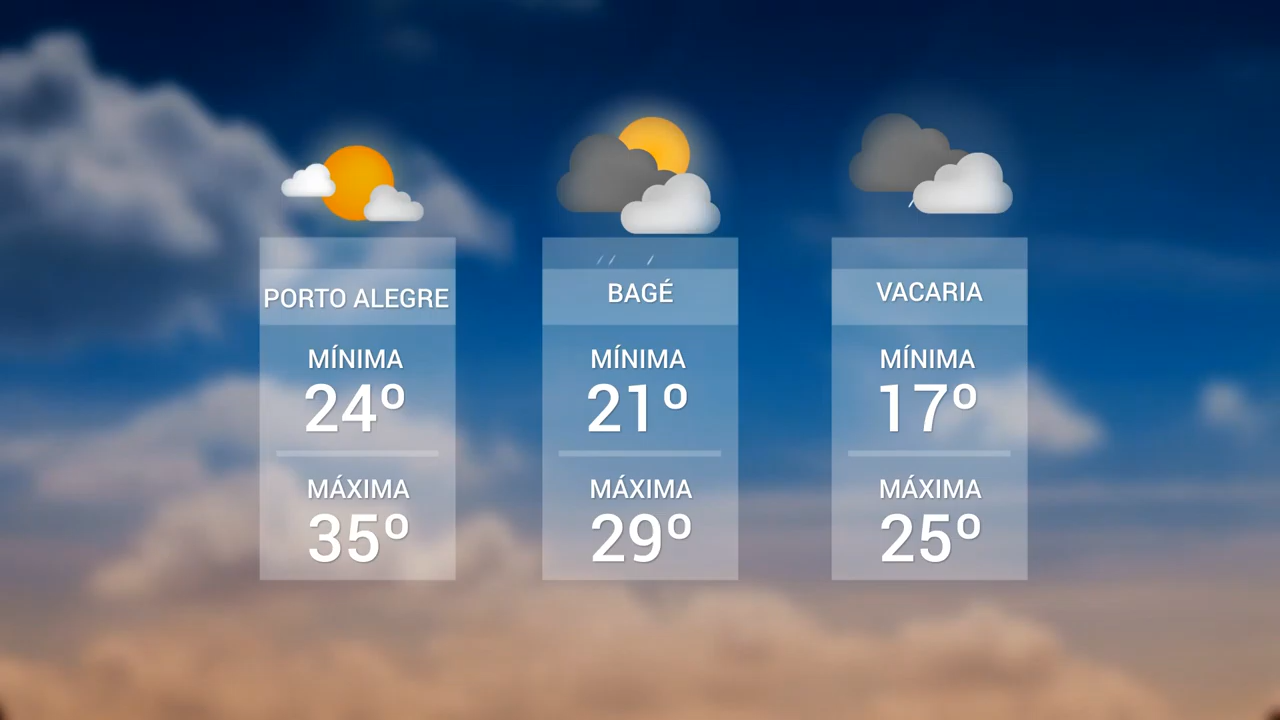 PORTO ALEGRE
MÍNIMA
24º
MÁXIMA
35º
BAGÉ
MÍNIMA
21º
MÁXIMA
29º
VACARIA
MÍNIMA
17º
MÁXIMA
25º